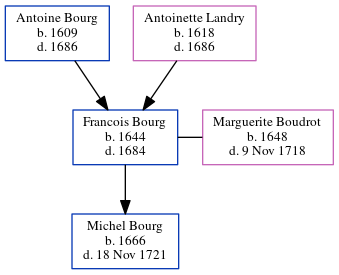 Antoine Bourg
b. 1609
d. 1686
Antoinette Landry
b. 1618
d. 1686
Francois Bourg
b. 1644
d. 1684
Marguerite Boudrot
b. 1648
d. 9 Nov 1718
Michel Bourg
b. 1666
d. 18 Nov 1721